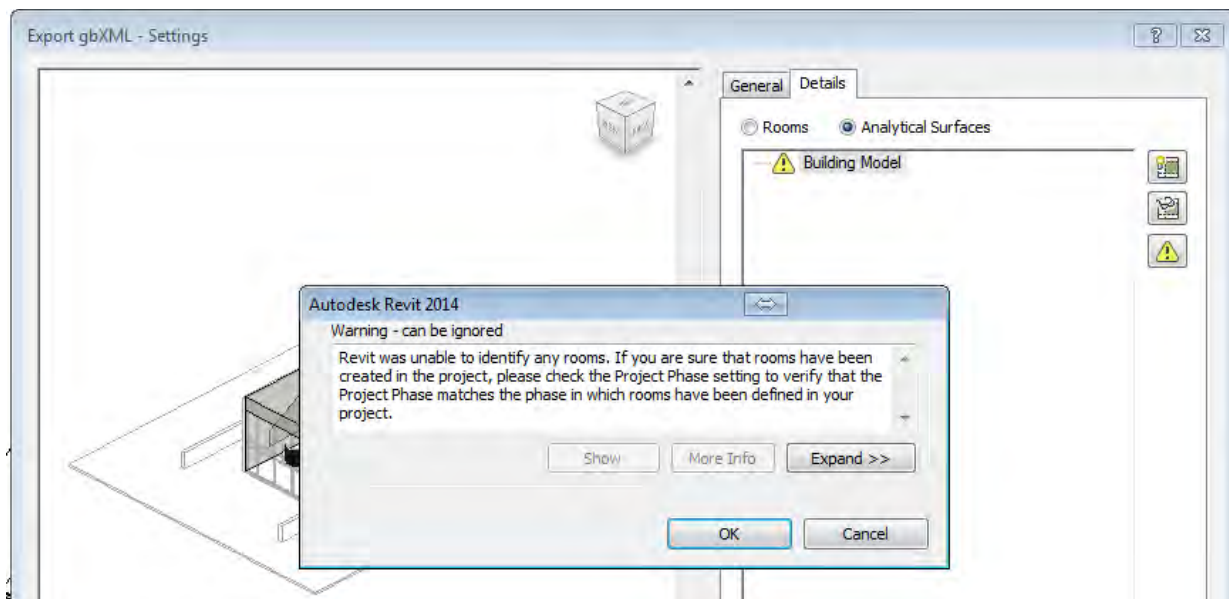 Export gbXML - Settings
General Details
Rooms Analytical Surfaces
Building Model
Autodesk Revit 2014
Warning - can be ignored
Revit was unable to identify any rooms. If you are sure that rooms have been
created in the project, please check the Project Phase setting to verify that the
Project Phase matches the phase in which rooms have been defined in your
project.
Show More Info Expand >>
OK Cancel